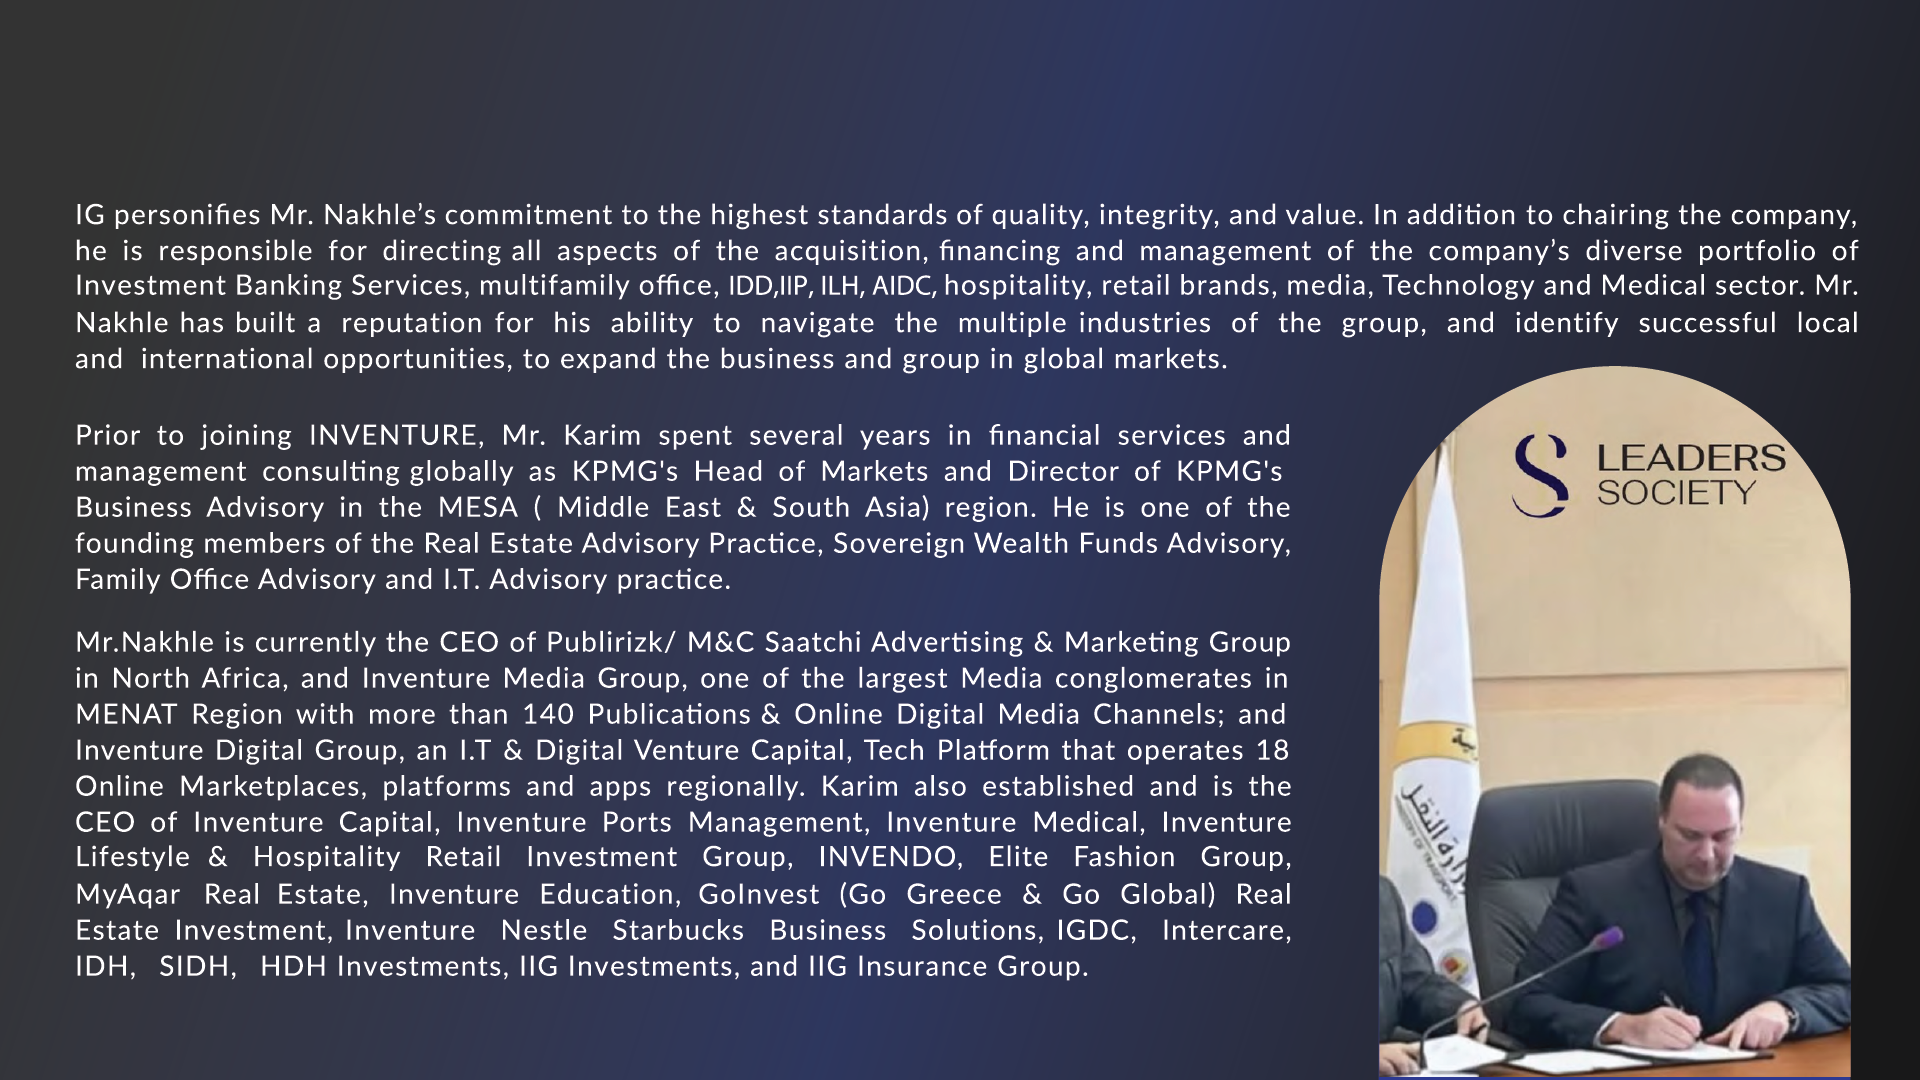 IG personifies Mr. Nakhle’s commitment to the highest standards of quality, integrity, and value. In addition to chairing the company,
he is responsible for directing all aspects of the acquisition, financing and management of the company’s diverse portfolio of
Investment Banking Services, multifamily office, IDD,IIP, ILH, AIDC, hospitality, retail brands, media, Technology and Medical sector. Mr.
Nakhle has built a reputation for his ability to navigate the multiple industries of the group, and identify successful local
and international opportunities, to expand the business and group in global markets.
Prior to joining INVENTURE, Mr. Karim spent several years in financial services and
management consulting globally as KPMG's Head of Markets and Director of KPMG's
Business Advisory in the MESA ( Middle East & South Asia) region. He is one of the
founding members of the Real Estate Advisory Practice, Sovereign Wealth Funds Advisory,
Family Office Advisory and I.T. Advisory practice.
Mr.Nakhle is currently the CEO of Publirizk/ M&C Saatchi Advertising & Marketing Group
in North Africa, and Inventure Media Group, one of the largest Media conglomerates in
MENAT Region with more than 140 Publications & Online Digital Media Channels; and
Inventure Digital Group, an I.T & Digital Venture Capital, Tech Platform that operates 18
Online Marketplaces, platforms and apps regionally. Karim also established and is the
CEO of Inventure Capital, Inventure Ports Management, Inventure Medical, Inventure
Lifestyle & Hospitality Retail Investment Group, INVENDO, Elite Fashion Group,
MyAqar Real Estate, Inventure Education, GoInvest (Go Greece & Go Global) Real
Estate Investment, Inventure Nestle Starbucks Business Solutions, IGDC, Intercare,
IDH, SIDH, HDH Investments, IIG Investments, and IIG Insurance Group.
LEADERS
SOCIETY
النقل